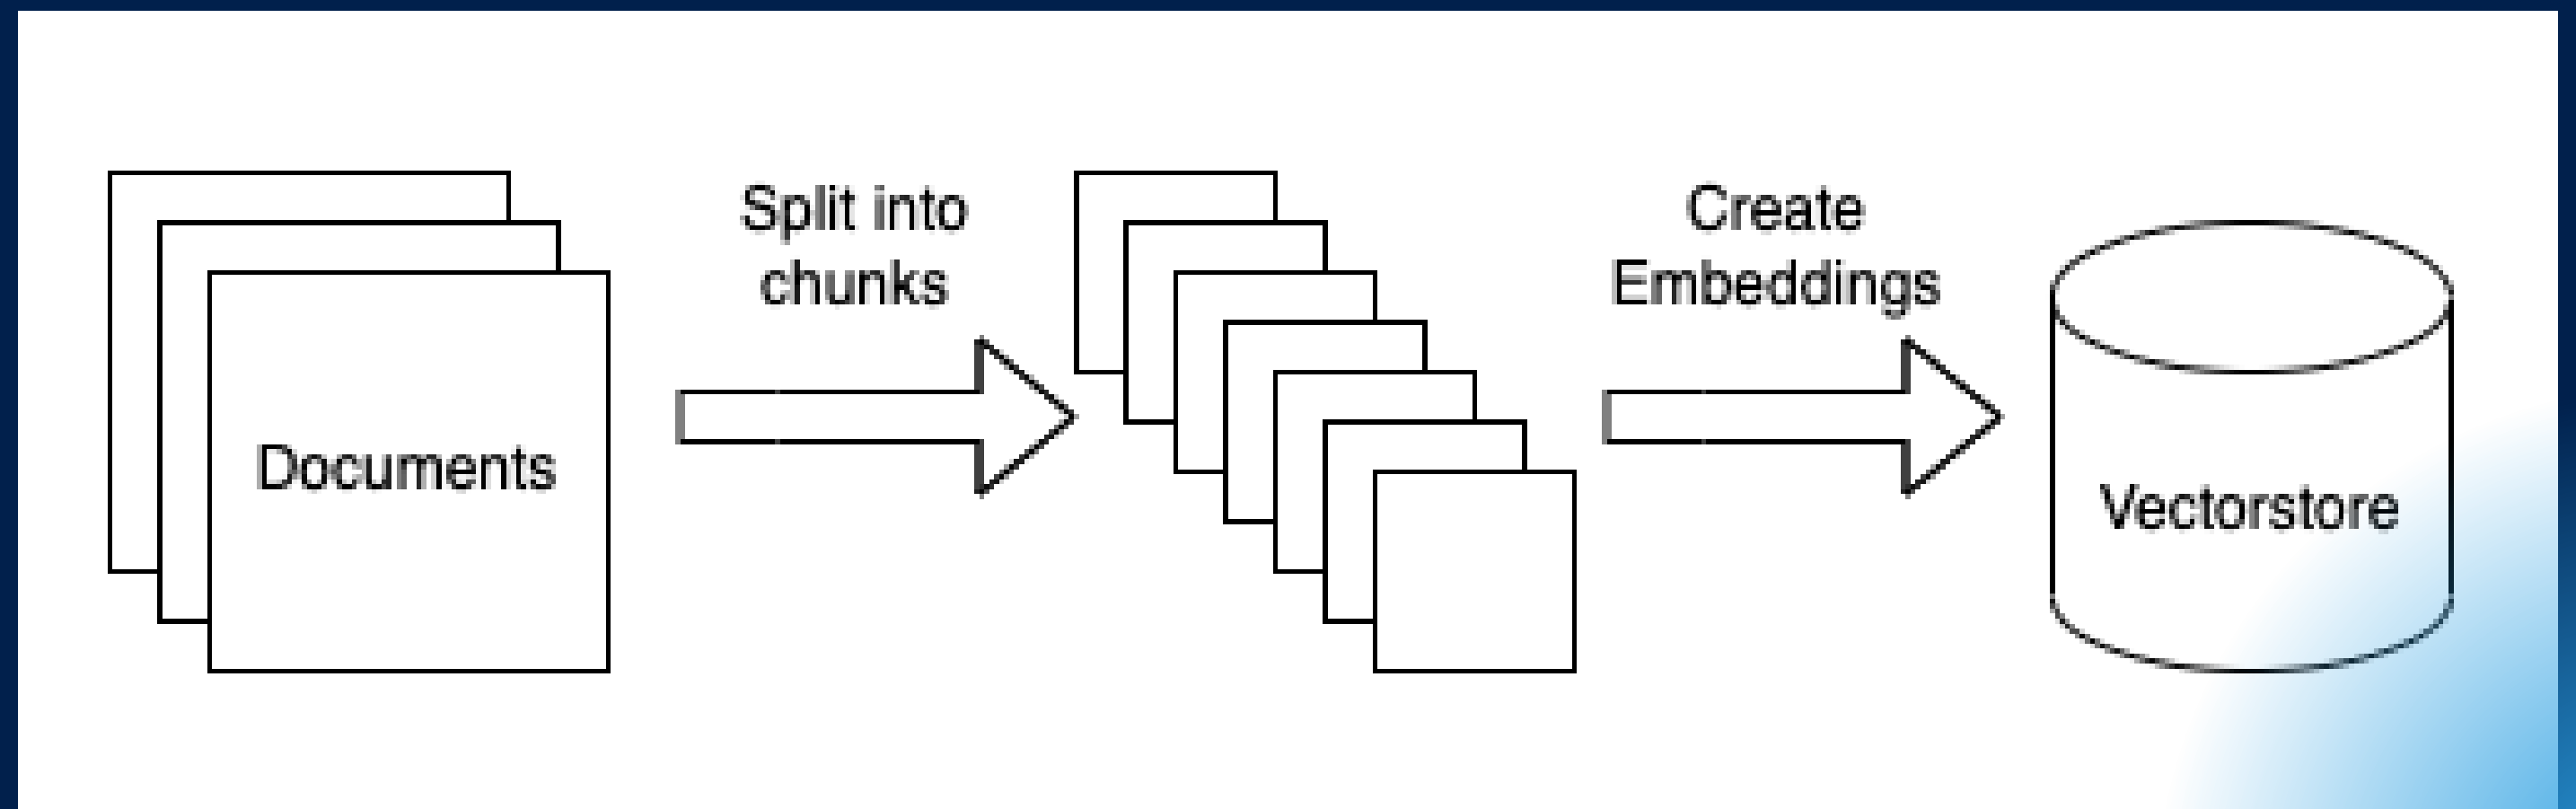 Documents
Split into
chunks
Create
Embeddings
Vectorstore